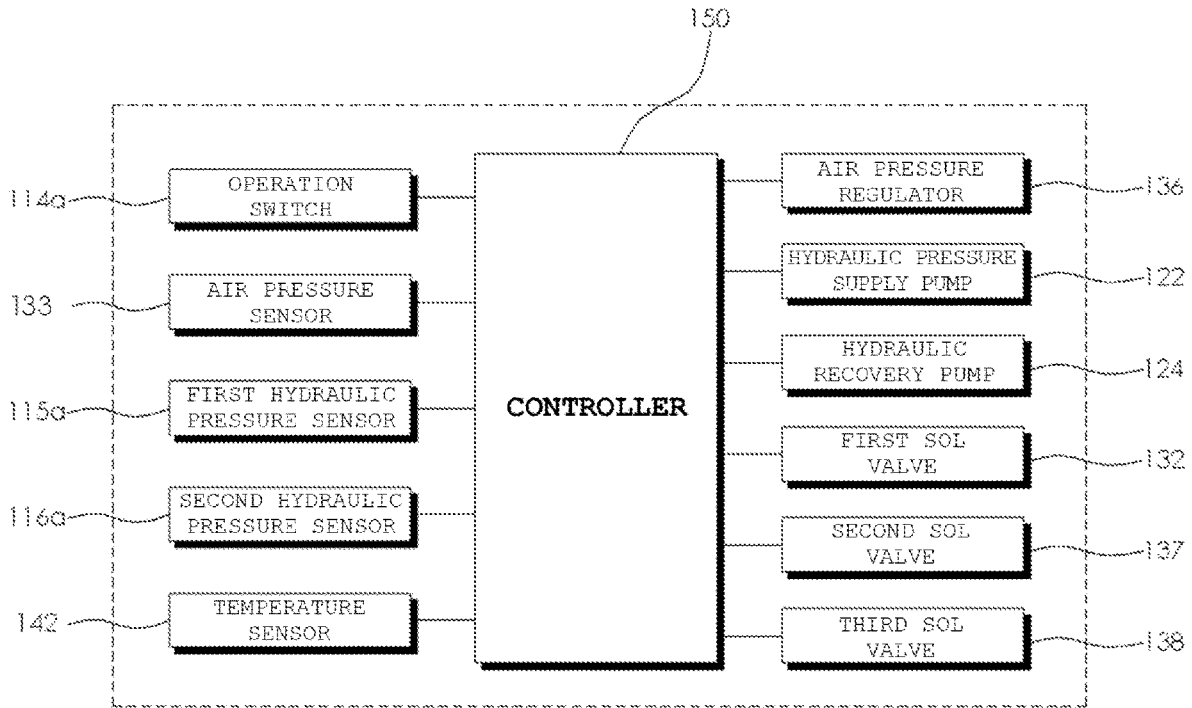 150
114a
OPERATION
SWITCH
133
AIR PRESSURE
SENSOR
115a
FIRST HYDRAULIC
PRESSURE SENSOR
116a
SECOND HYDRAULIC
PRESSURE SENSOR
142
TEMPERATURE
SENSOR
CONTROLLER
AIR PRESSURE
REGULATOR
136
HYDRAULIC PRESSURE
SUPPLY PUMP
122
HYDRAULIC
RECOVERY PUMP
124
FIRST SOL
VALVE
132
SECOND SOL
VALVE
137
THIRD SOL
VALVE
138